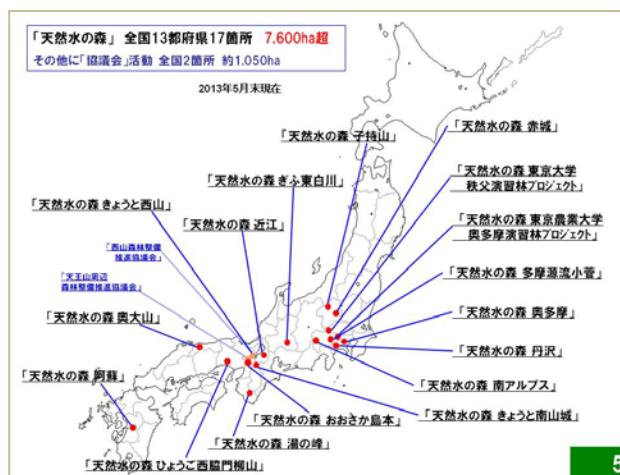 「天然水の森」 全国13都府県17箇所 7.600ha超
その他に「協議会」活動 全国2箇所 約1.050ha
2013年5月末現在
「天然水の森 子持山」
「天然水の森 赤城」
「天然水の森 ぎふ東白川」
「天然水の森 東京大学
秩父演習林プロジェクト」
「天然水の森 きょうと西山」
「天然水の森 近江」
「天然水の森 東京農業大学
奥多摩演習林プロジェクト」
「西山森林整備
推進協議会」
「天王山周辺
森林整備推進協議会」
「天然水の森 多摩源流小菅」
「天然水の森 奥大山」
「天然水の森 奥多摩」
「天然水の森 丹沢」
「天然水の森 阿蘇」
「天然水の森 南アルプス」
「天然水の森 おおさか島本」
「天然水の森 きょうと南山城」
「天然水の森 湯の峰」
「天然水の森 ひょうご西脇門柳山」
5